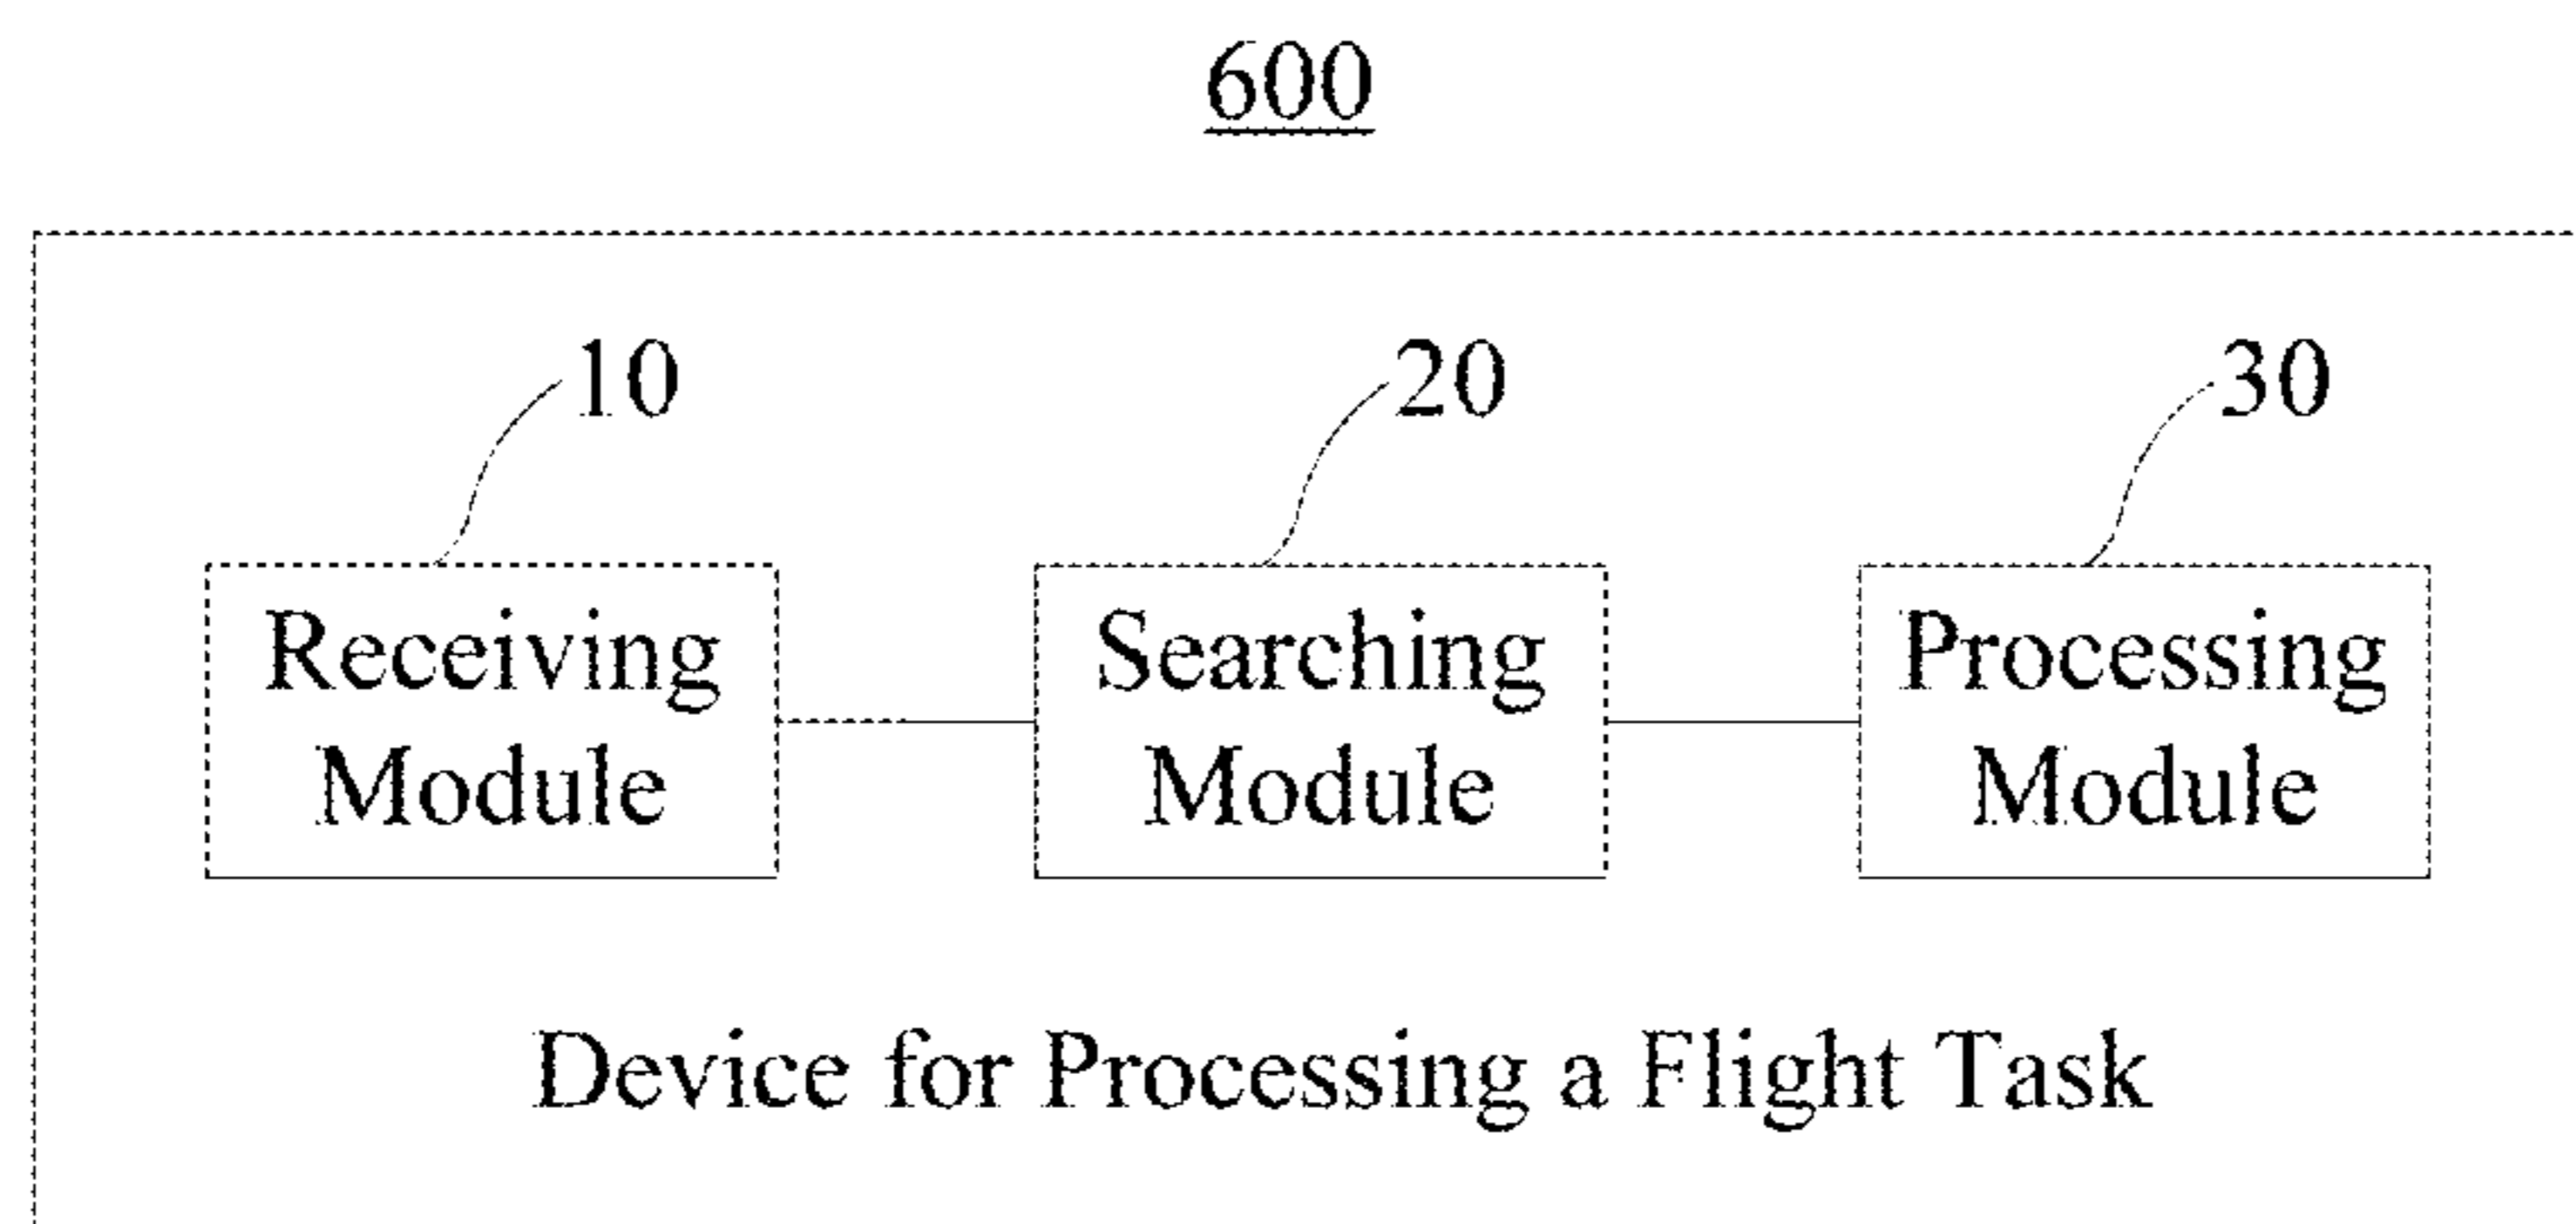 600
10
20
30
Receiving
Module
Searching
Module
Processing
Module
Device for Processing a Flight Task